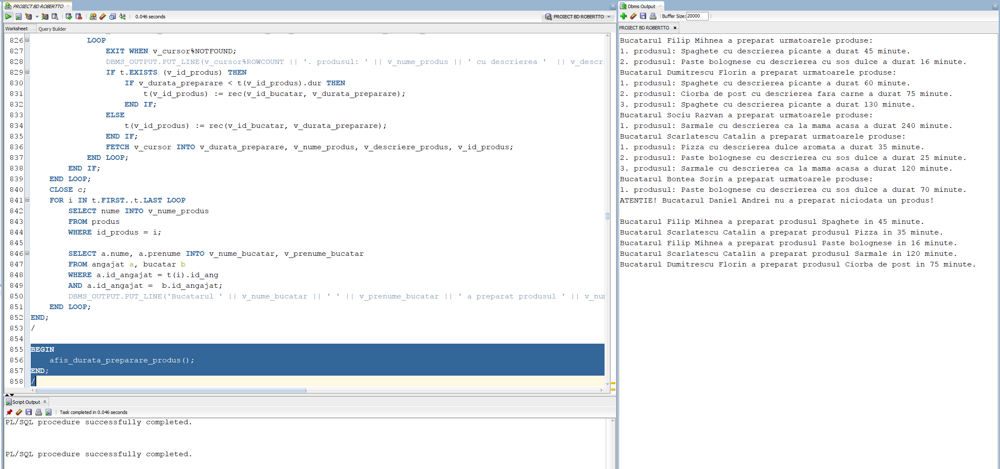 PROIECT BD ROBERTTO
0.046 seconds
PROIECT BD ROBERTTO
Worksheet
Query Builder
826 LOOP
827 EXIT WHEN v_cursor%NOTFOUND;
828 DBMS_OUTPUT.PUT_LINE(v_cursor%ROWCOUNT || '. produsul: ' || v_nume_produs || ' cu descrierea '  || v_descri
829 IF t.EXISTS (v_id_produs) THEN
830 IF v_durata_preparare < t(v_id_produs).dur THEN
831 t(v_id_produs) := rec(v_id_bucatar, v_durata_preparare);
832 END IF;
833 ELSE
834 t(v_id_produs) := rec(v_id_bucatar, v_durata_preparare);
835 END IF;
836 FETCH v_cursor INTO v_durata_preparare, v_nume_produs, v_descriere_produs, v_id_produs;
837 END LOOP;
838 END IF;
839 END LOOP;
840 CLOSE c;
841 FOR i IN t.FIRST..t.LAST LOOP
842 SELECT nume INTO v_nume_produs
843 FROM produs
844 WHERE id_produs = i;
845
846 SELECT a.nume, a.prenume INTO v_nume_bucatar, v_prenume_bucatar
847 FROM angajat a, bucatar b
848 WHERE a.id_angajat = t(i).id_ang
849 AND a.id_angajat =  b.id_angajat;
850 DBMS_OUTPUT.PUT_LINE('Bucatarul ' || v_nume_bucatar || ' ' || v_prenume_bucatar || ' a preparat produsul ' || v_num
851 END LOOP;
852 END;
853 /
854
855 BEGIN
856 afis_durata_preparare_produs();
857 END;
858 /
Script Output
Task completed in 0.046 seconds
PL/SQL procedure successfully completed.
PL/SQL procedure successfully completed.
Dbms Output
Buffer Size: 20000
PROIECT BD ROBERTTO
Bucatarul Filip Mihnea a preparat urmatoarele produse:
1. produsul: Spaghete cu descrierea picante a durat 45 minute.
2. produsul: Paste bolognese cu descrierea cu sos dulce a durat 16 minute.
Bucatarul Dumitrescu Florin a preparat urmatoarele produse:
1. produsul: Spaghete cu descrierea picante a durat 60 minute.
2. produsul: Ciorba de post cu descrierea fara carne a durat 75 minute.
3. produsul: Spaghete cu descrierea picante a durat 130 minute.
Bucatarul Sociu Razvan a preparat urmatoarele produse:
1. produsul: Sarmale cu descrierea ca la mama acasa a durat 240 minute.
Bucatarul Scarlatescu Catalin a preparat urmatoarele produse:
1. produsul: Pizza cu descrierea dulce aromata a durat 35 minute.
2. produsul: Paste bolognese cu descrierea cu sos dulce a durat 25 minute.
3. produsul: Sarmale cu descrierea ca la mama acasa a durat 120 minute.
Bucatarul Bontea Sorin a preparat urmatoarele produse:
1. produsul: Paste bolognese cu descrierea cu sos dulce a durat 70 minute.
ATENTIE! Bucatarul Daniel Andrei nu a preparat niciodata un produs!
Bucatarul Filip Mihnea a preparat produsul Spaghete in 45 minute.
Bucatarul Scarlatescu Catalin a preparat produsul Pizza in 35 minute.
Bucatarul Filip Mihnea a preparat produsul Paste bolognese in 16 minute.
Bucatarul Scarlatescu Catalin a preparat produsul Sarmale in 120 minute.
Bucatarul Dumitrescu Florin a preparat produsul Ciorba de post in 75 minute.